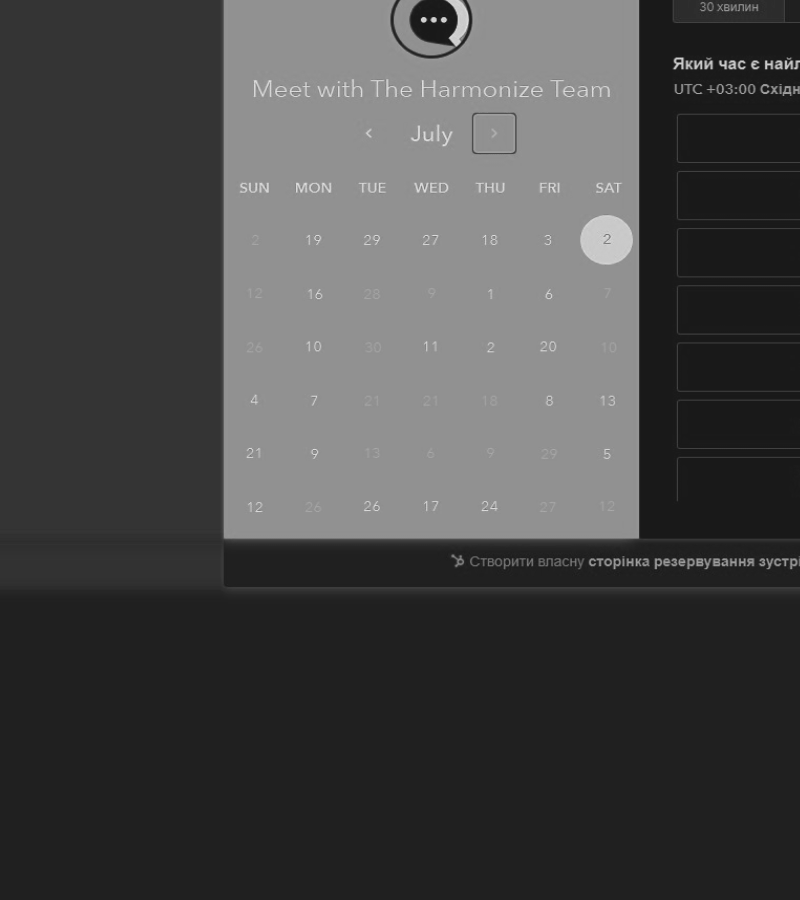 30 хвилин
Meet with The Harmonize Team
Який час є
UTC +03:00
July
SUN MON TUE WED THU FRI SAT
2 19 29 27 18 3 2
12 16 28 9 1 6 7
26 10 30 11 2 20 10
4 7 21 21 18 8 13
21 9 13 6 9 29 5
12 26 26 17 24 27 12
Створити власну сторінка резервування